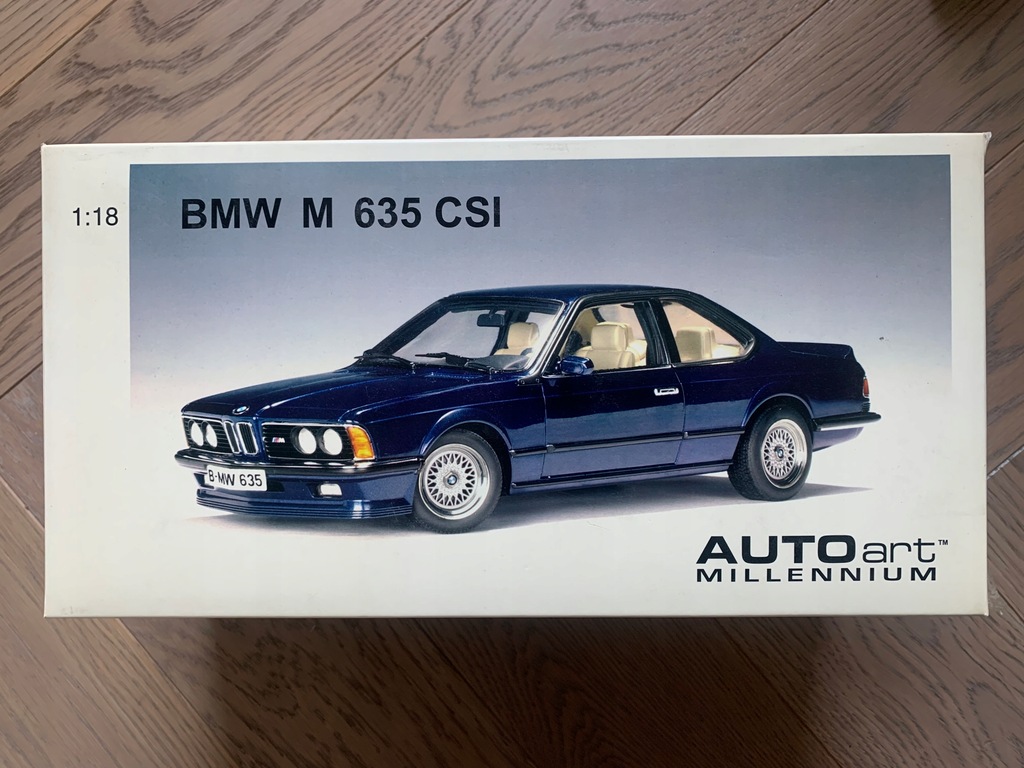 1:18
BMW M 635 CSI
M
B·MW 635
AUTOart™
MILLENNIUM